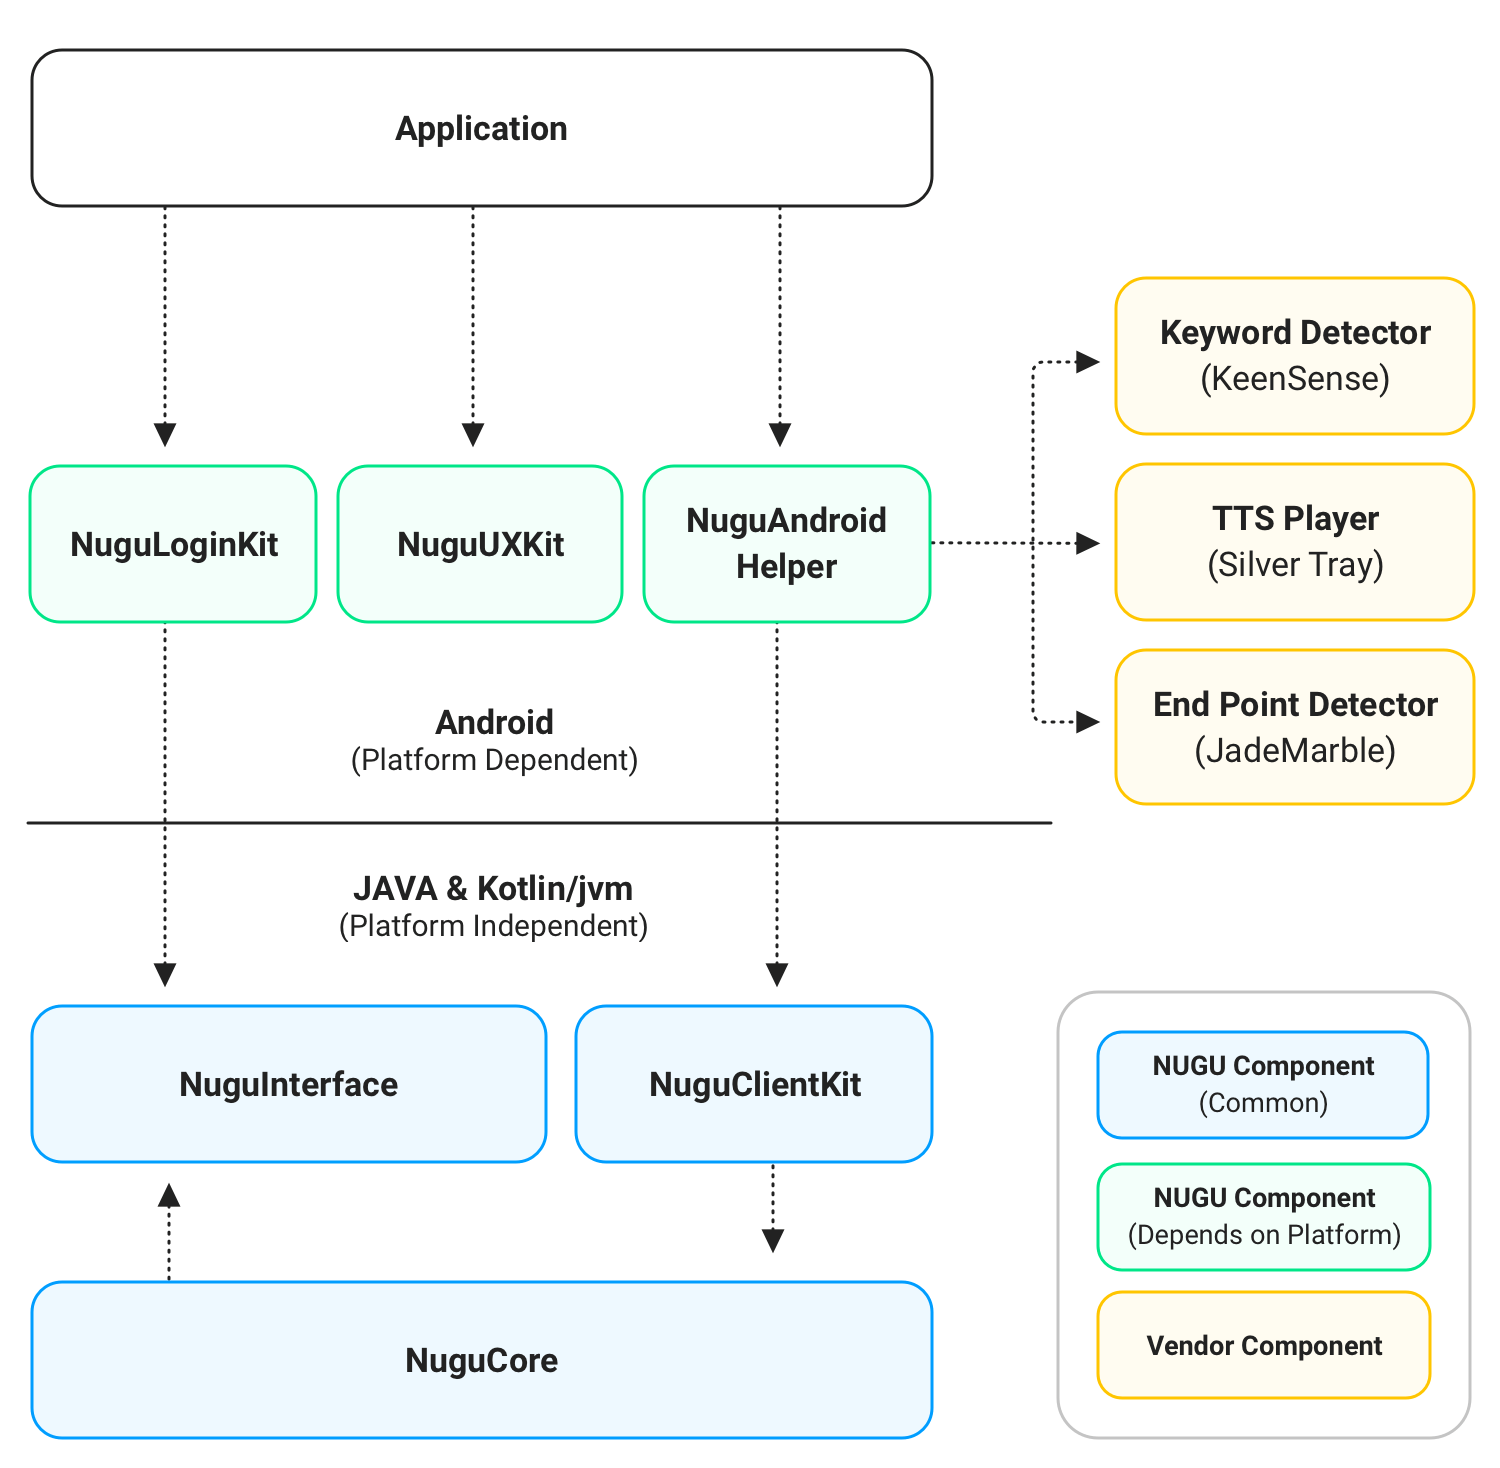 Application
Keyword Detector
(KeenSense)
NuguLoginKit
NuguUXKit
NuguAndroid
Helper
TTS Player
(Silver Tray)
End Point Detector
(JadeMarble)
Android
(Platform Dependent)
JAVA & Kotlin/jvm
(Platform Independent)
NuguInterface
NuguClientKit
NuguCore
NUGU Component
(Common)
NUGU Component
(Depends on Platform)
Vendor Component